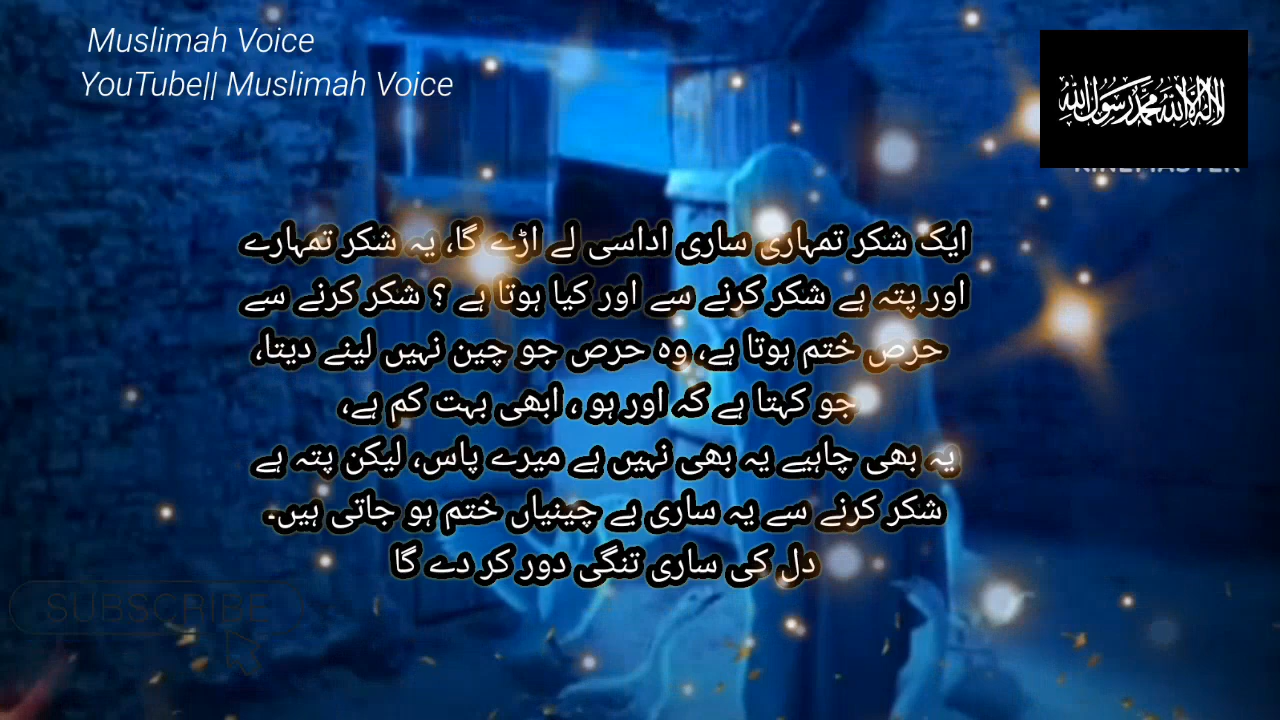 Muslimah Voice
YouTube|| Muslimah Voice
لا إله إلا الله محمد رسول الله
KINEMASTER
ایک شکر تمہاری ساری اداسی لے اڑے گا، یہ شکر تمہارے
اور پتہ ہے شکر کرنے سے اور کیا ہوتا ہے ؟ شکر کرنے سے
حرص ختم ہوتا ہے، وہ حرص جو چین نہیں لینے دیتا،
جو کہتا ہے کہ اور ہو ، ابھی بہت کم ہے،
یہ بھی چاہیے یہ بھی نہیں ہے میرے پاس، لیکن پتہ ہے
شکر کرنے سے یہ ساری بے چینیاں ختم ہو جاتی ہیں۔
دل کی ساری تنگی دور کر دے گا
SUBSCRIBE